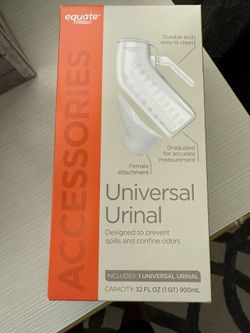 equate
ACCESSORIES
Durable and
easy to clean
Graduated
for accurate
measurement
Female
attachment
Universal
Urinal
Designed to prevent
spills and confine odors
INCLUDES: 1 UNIVERSAL URINAL
CAPACITY: 32 FL OZ (1 QT) 900mL